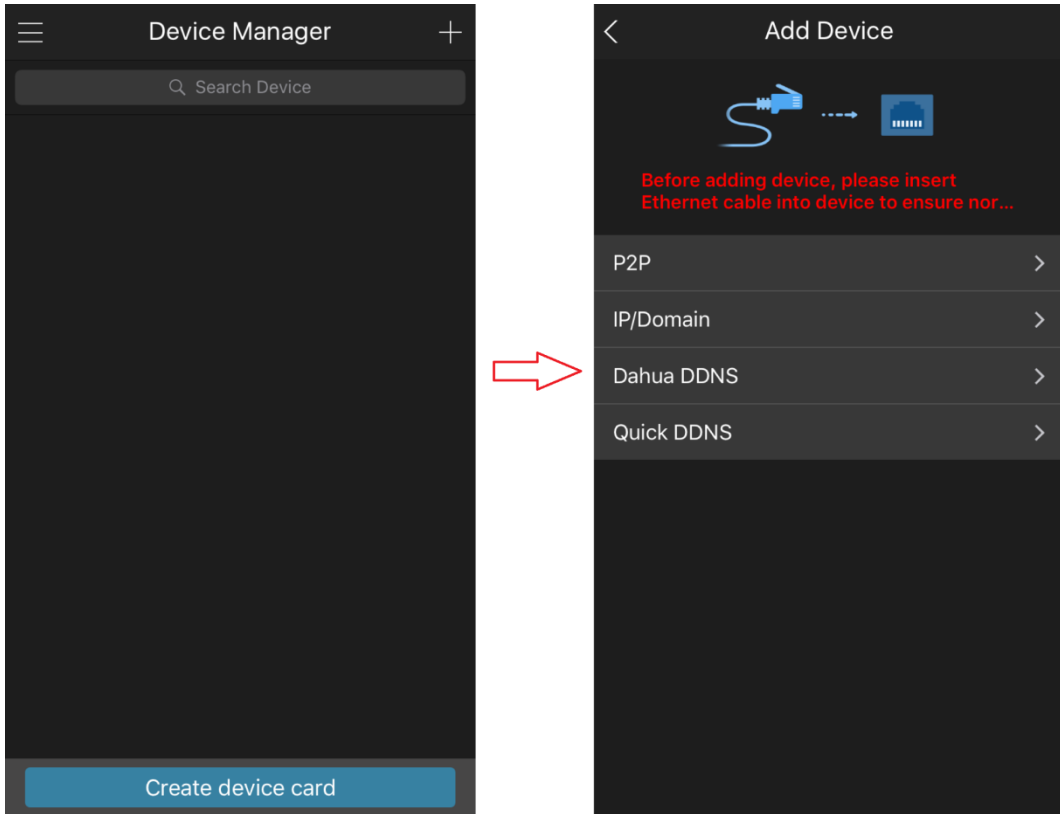 Device Manager
Search Device
Create device card
Add Device
Before adding device, please insert
Ethernet cable into device to ensure nor...
P2P
IP/Domain
Dahua DDNS
Quick DDNS